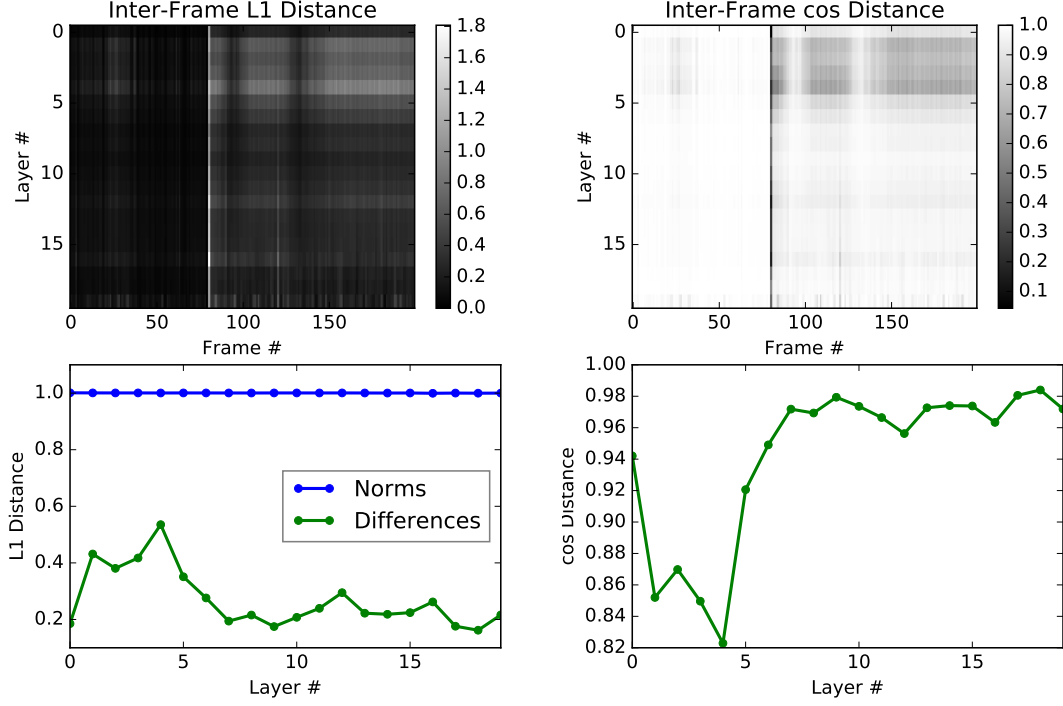 Inter-Frame L1 Distance
0
5
10
15
Layer #
0 50 100 150
Frame #
1.8
1.6
1.4
1.2
1.0
0.8
0.6
0.4
0.2
0.0
Inter-Frame cos Distance
0
5
10
15
Layer #
0 50 100 150
Frame #
1.0
0.9
0.8
0.7
0.6
0.5
0.4
0.3
0.2
0.1
1.0
0.8
0.6
0.4
0.2
L1 Distance
Norms
Differences
0 5 10 15
Layer #
1.00
0.98
0.96
0.94
0.92
0.90
0.88
0.86
0.84
0.82
cos Distance
0 5 10 15
Layer #